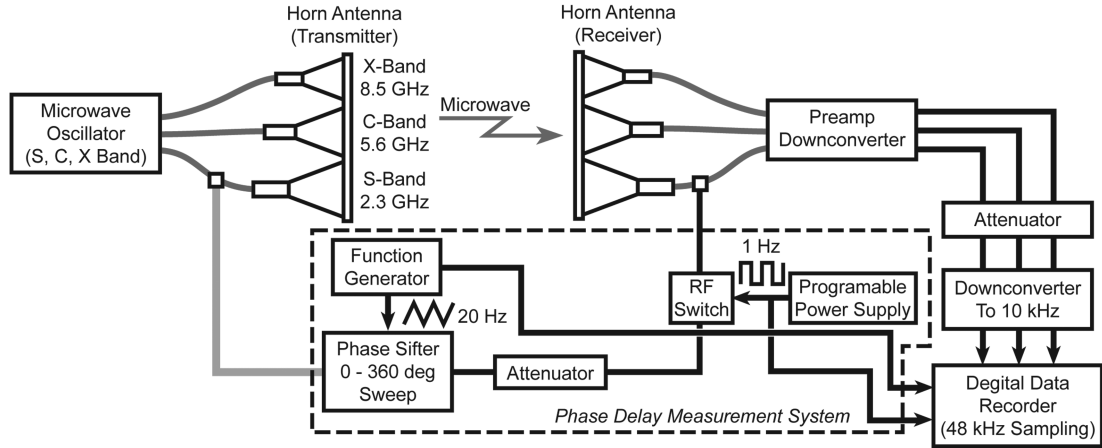 Horn Antenna
(Transmitter)
Horn Antenna
(Receiver)
X-Band
8.5 GHz
C-Band
5.6 GHz
S-Band
2.3 GHz
Microwave
Microwave
Oscillator
(S, C, X Band)
Preamp
Downconverter
Attenuator
Downconverter
To 10 kHz
Function
Generator
20 Hz
1 Hz
RF
Switch
Programable
Power Supply
Phase Sifter
0 - 360 deg
Sweep
Attenuator
Phase Delay Measurement System
Degital Data
Recorder
(48 kHz Sampling)